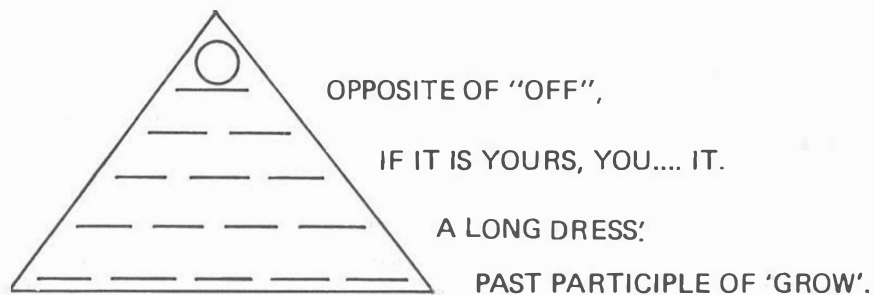 O
OPPOSITE OF "OFF",
IF IT IS YOURS, YOU.... IT.
A LONG DRESS.'
PAST PARTICIPLE OF 'GROW'.